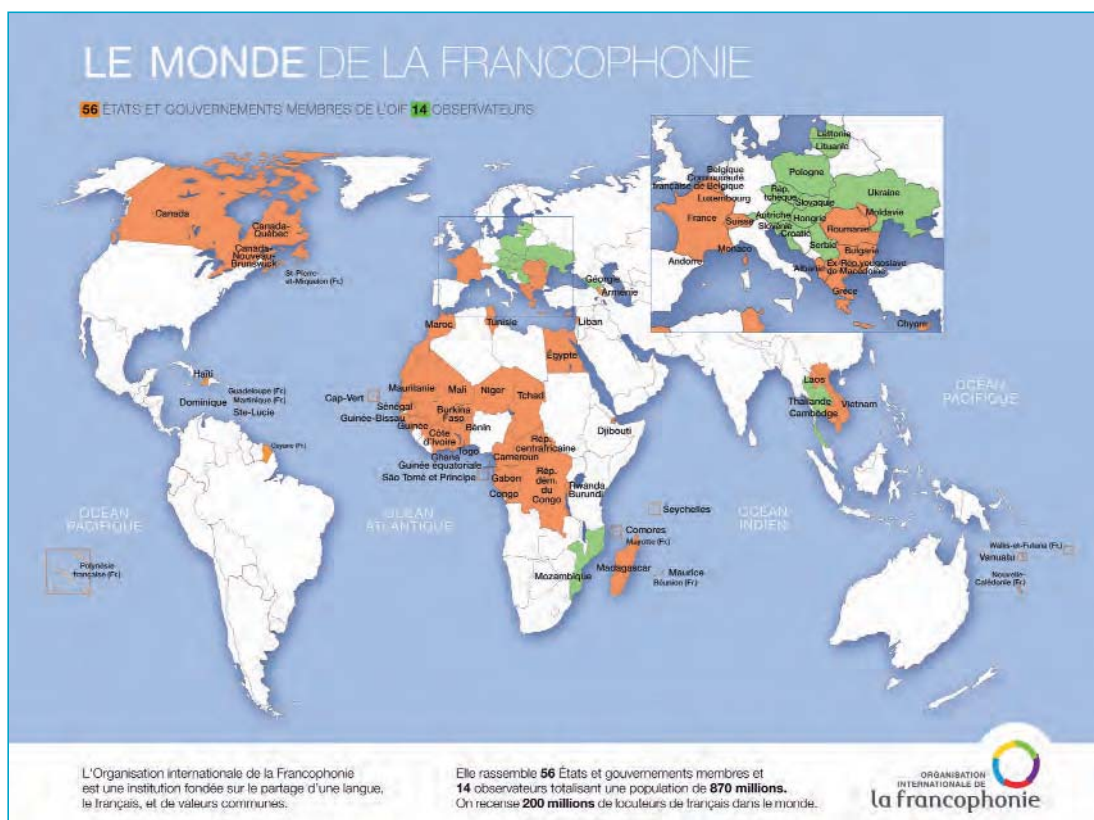 LE MONDE DE LA FRANCOPHONIE
56 ÉTATS ET GOUVERNEMENTS MEMBRES DE L'OIF 14 OBSERVATEURS
Canada
Canada-
Québec
Canada-
Nouveau-
Brunswick
St-Pierre-
et-Miquelon (Fr.)
Haïti
Dominique
Guadeloupe (Fr.)
Martinique (Fr.)
Ste-Lucie
Guyane (Fr.)
OCÉAN
PACIFIQUE
Polynésie
française (Fr.)
OCÉAN
ATLANTIQUE
Cap-Vert
Maroc
Tunisie
Égypte
Liban
Géorgie
Arménie
Mauritanie
Mali
Niger
Tchad
Sénégal
Guinée-Bissau
Guinée
Burkina
Faso
Côte
d'Ivoire
Bénin
Togo
Ghana
Cameroun
Rép.
centrafricaine
Djibouti
Guinée équatoriale
São Tomé et Principe
Gabon
Congo
Rép.
dém.
du
Congo
Rwanda
Burundi
Seychelles
Comores
Mayotte (Fr.)
Madagascar
Maurice
Réunion (Fr.)
Mozambique
OCÉAN
INDIEN
Laos
Thaïlande
Cambodge
Vietnam
OCÉAN
PACIFIQUE
Wallis-et-Futuna (Fr.)
Vanuatu
Nouvelle-
Calédonie (Fr.)
Lettonie
Lituanie
Belgique
Communauté
française de Belgique
Luxembourg
Pologne
Rép.
tchèque
Slovaquie
Ukraine
Moldavie
France
Suisse
Autriche
Hongrie
Slovénie
Croatie
Roumanie
Serbie
Bulgarie
Monaco
Andorre
Albanie
Ex-Rép. yougoslave
de Macédoine
Grèce
Chypre
L'Organisation internationale de la Francophonie
est une institution fondée sur le partage d'une langue,
le français, et de valeurs communes.
Elle rassemble 56 États et gouvernements membres et
14 observateurs totalisant une population de 870 millions.
On recense 200 millions de locuteurs de français dans le monde.
ORGANISATION
INTERNATIONALE DE
la francophonie